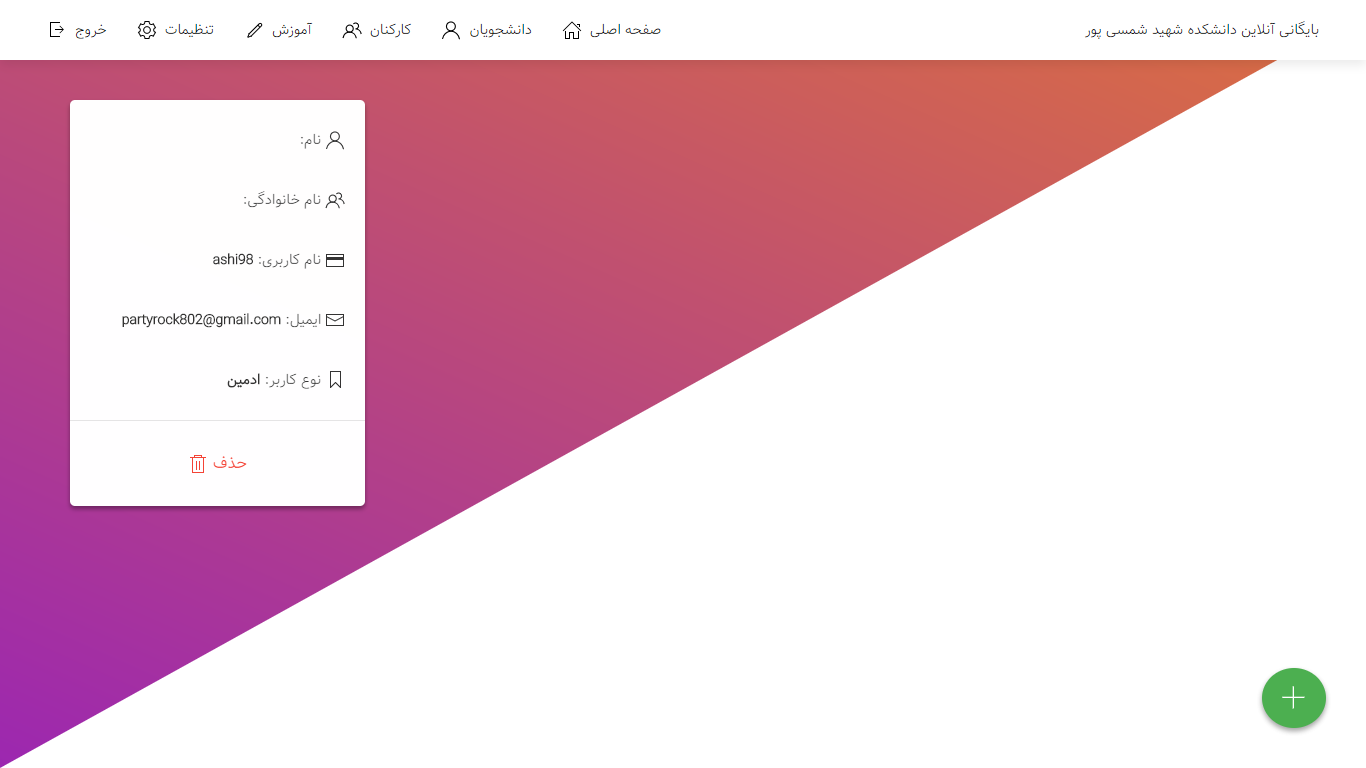 بایگانی آنلاین دانشکده شهید شمسی پور
صفحه اصلی
دانشجویان
کارکنان
آموزش
تنظیمات
خروج
نام:
نام خانوادگی:
نام کاربری: ashi98
ایمیل: partyrock802@gmail.com
نوع کاربر: ادمین
حذف